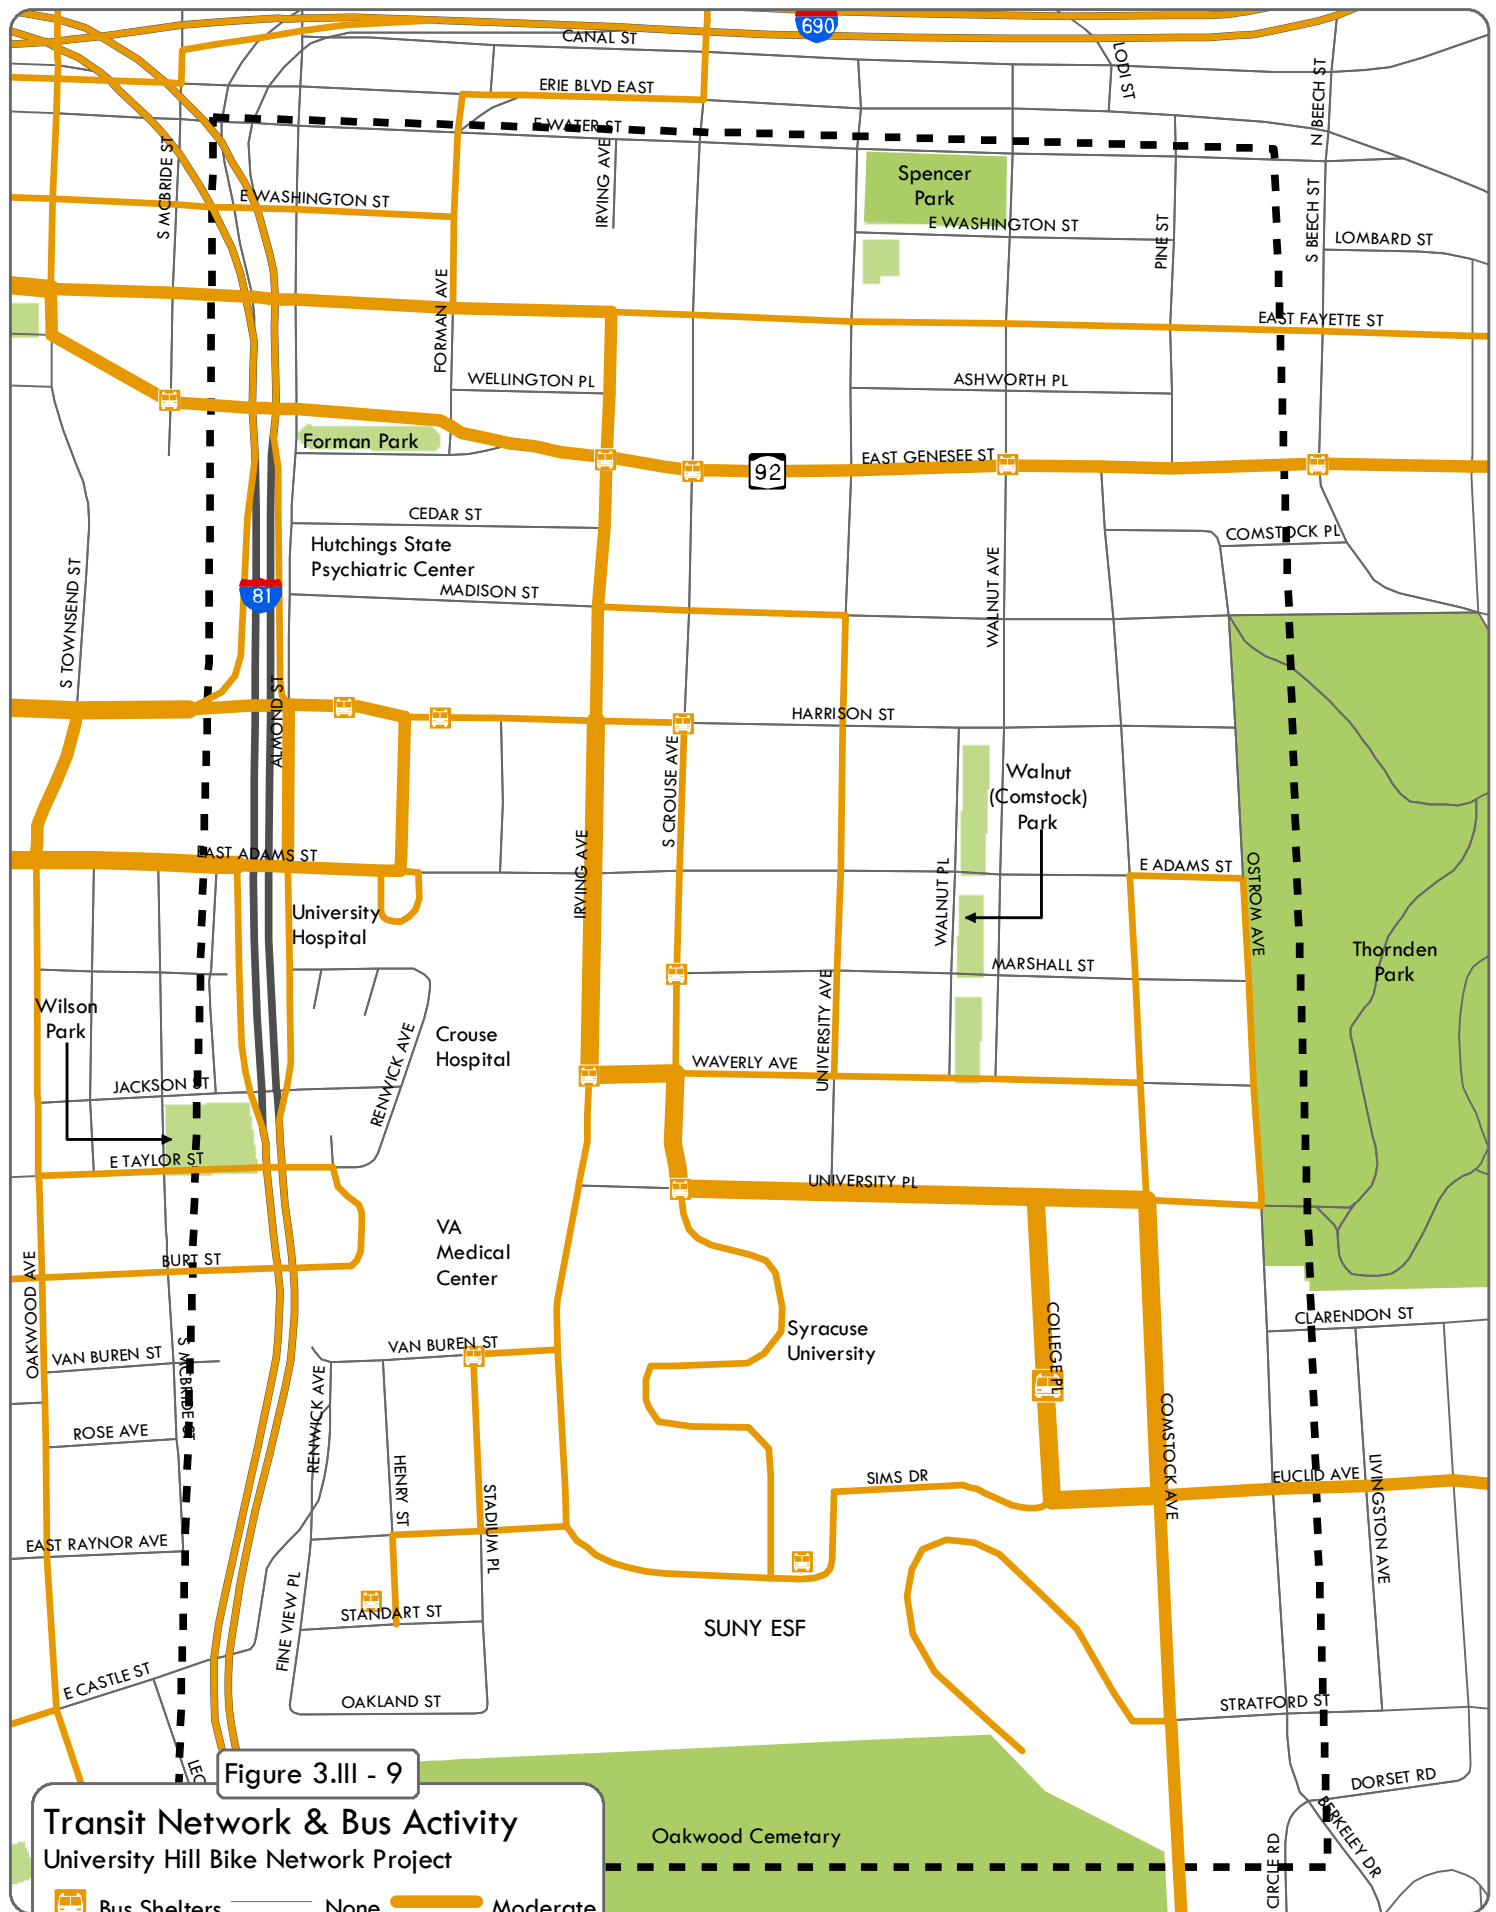 690
CANAL ST
LODI ST
N BEECH ST
ERIE BLVD EAST
E WATER ST
S MCBRIDE ST
IRVING AVE
Spencer
Park
E WASHINGTON ST
E WASHINGTON ST
PINE ST
S BEECH ST
LOMBARD ST
FORMAN AVE
EAST FAYETTE ST
WELLINGTON PL
ASHWORTH PL
Forman Park
92
EAST GENESEE ST
CEDAR ST
COMSTOCK PL
Hutchings State
Psychiatric Center
MADISON ST
81
S TOWNSEND ST
WALNUT AVE
ALMOND ST
HARRISON ST
S CROUSE AVE
Walnut
(Comstock)
Park
EAST ADAMS ST
IRVING AVE
WALNUT PL
E ADAMS ST
OSTROM AVE
University
Hospital
Thornden
Park
MARSHALL ST
Wilson
Park
Crouse
Hospital
RENWICK AVE
UNIVERSITY AVE
WAVERLY AVE
JACKSON ST
E TAYLOR ST
UNIVERSITY PL
VA
Medical
Center
BURT ST
OAKWOOD AVE
Syracuse
University
COLLEGE PL
CLARENDON ST
VAN BUREN ST
VAN BUREN ST
S MCBRIDE ST
RENWICK AVE
COMSTOCK AVE
ROSE AVE
HENRY ST
STADIUM PL
SIMS DR
EUCLID AVE
LIVINGSTON AVE
EAST RAYNOR AVE
FINE VIEW PL
STANDART ST
SUNY ESF
E CASTLE ST
OAKLAND ST
STRATFORD ST
LEO
Figure 3.III - 9
DORSET RD
BERKELEY DR
CIRCLE RD
Transit Network & Bus Activity
University Hill Bike Network Project
Oakwood Cemetary
Bus Shelters
None
Moderate